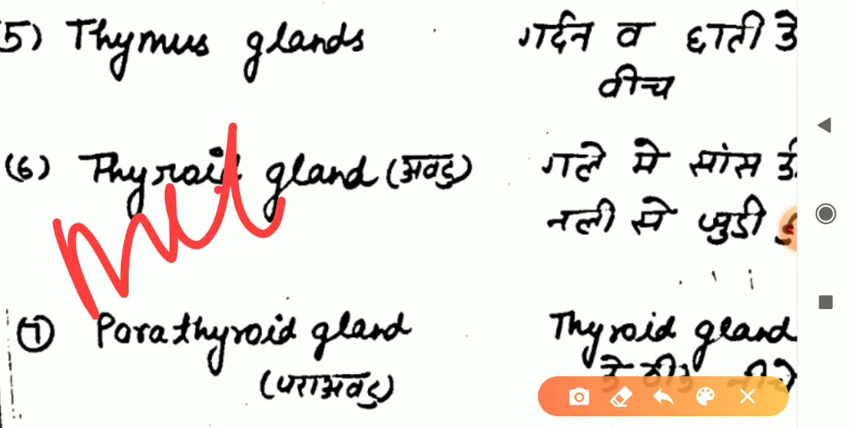 5) Thymus glands गर्दन व छाती के
बीच
(6) Thyroid gland (अवटु) गले मे सांस की
नली से जुडी
⑦ Parathyroid gland Thyroid gland
(पराअवटु) के ठीक नीचे